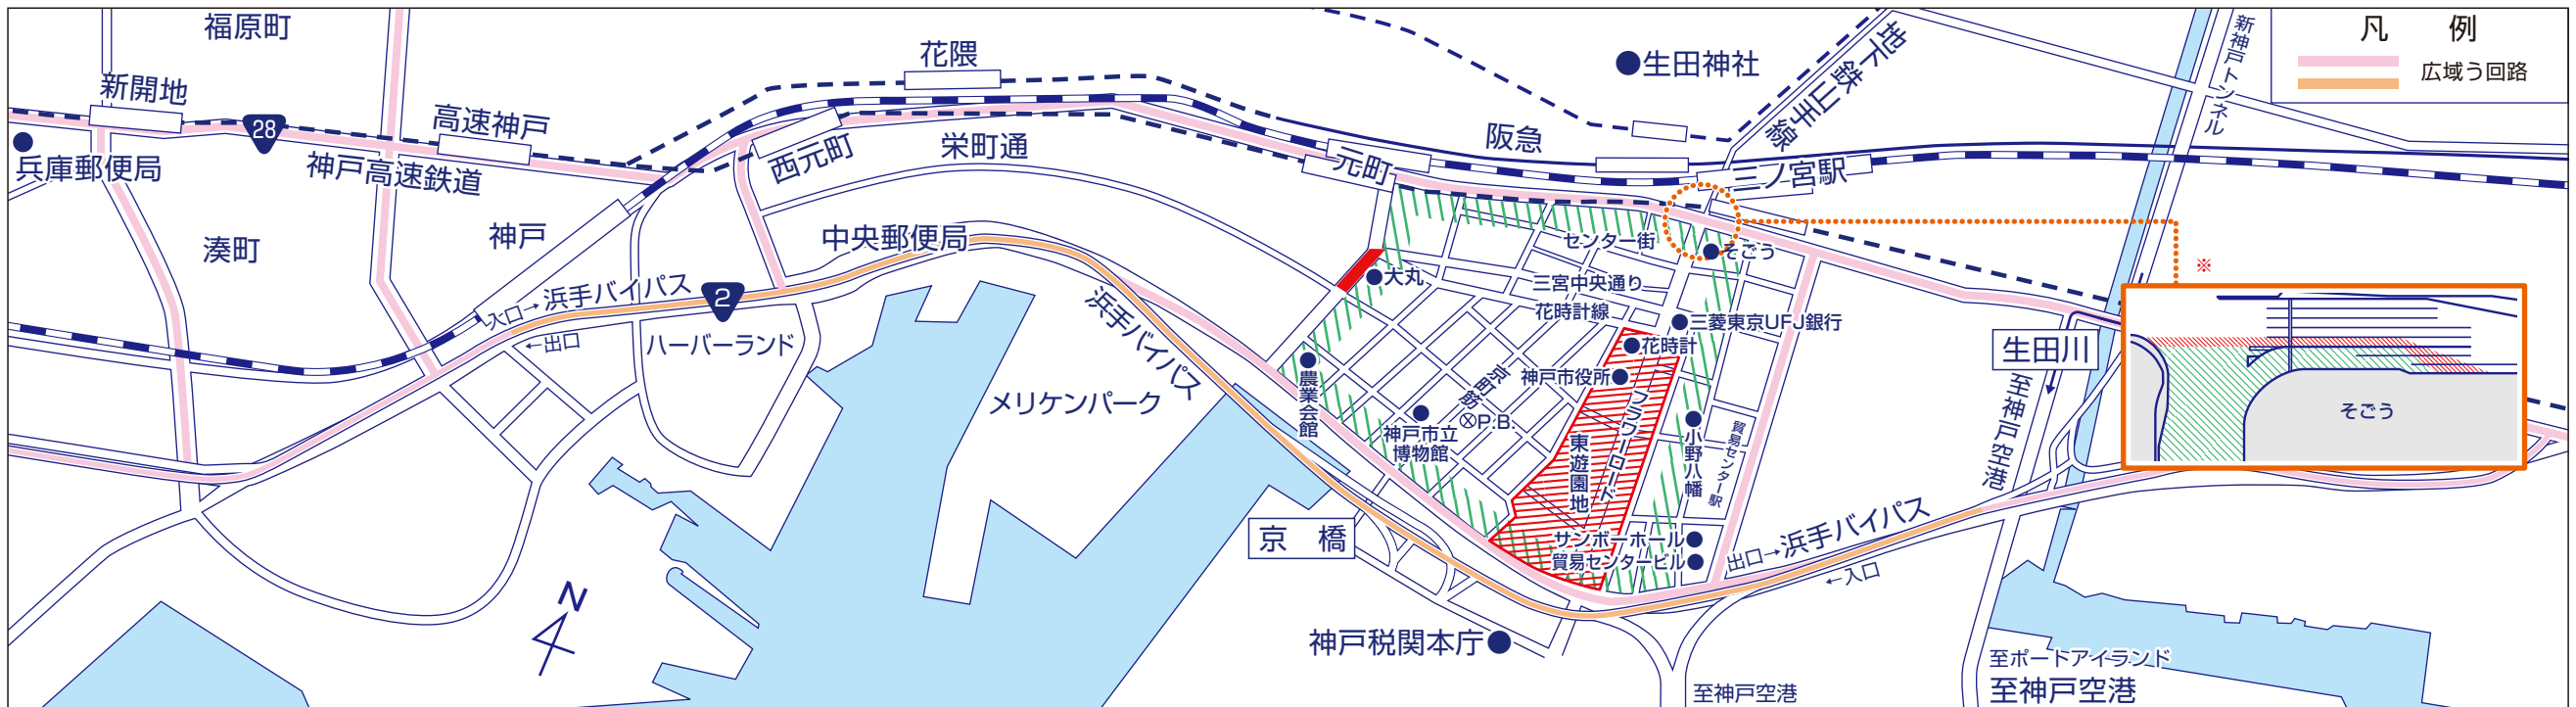 福原町
新開地
28
兵庫郵便局
高速神戸
神戸高速鉄道
湊町
神戸
花隈
西元町
栄町通
中央郵便局
入口→浜手バイパス
2
←出口
ハーバーランド
メリケンパーク
浜手バイパス
元町
阪急
生田神社
地下鉄山手線
三ノ宮駅
新神戸トンネル
凡　例
広域う回路
センター街
そごう
大丸
三宮中央通り
花時計線
三菱東京UFJ銀行
花時計
神戸市役所
京町筋
フラワーロード
農業会館
神戸市立
博物館
P.B.
東遊園地
小野八幡
貿易センター駅
サンボーホール
貿易センタービル
京　橋
神戸税関本庁
出口→浜手バイパス
←入口
至神戸空港
生田川
至神戸空港
※
そごう
至ポートアイランド
至神戸空港
N